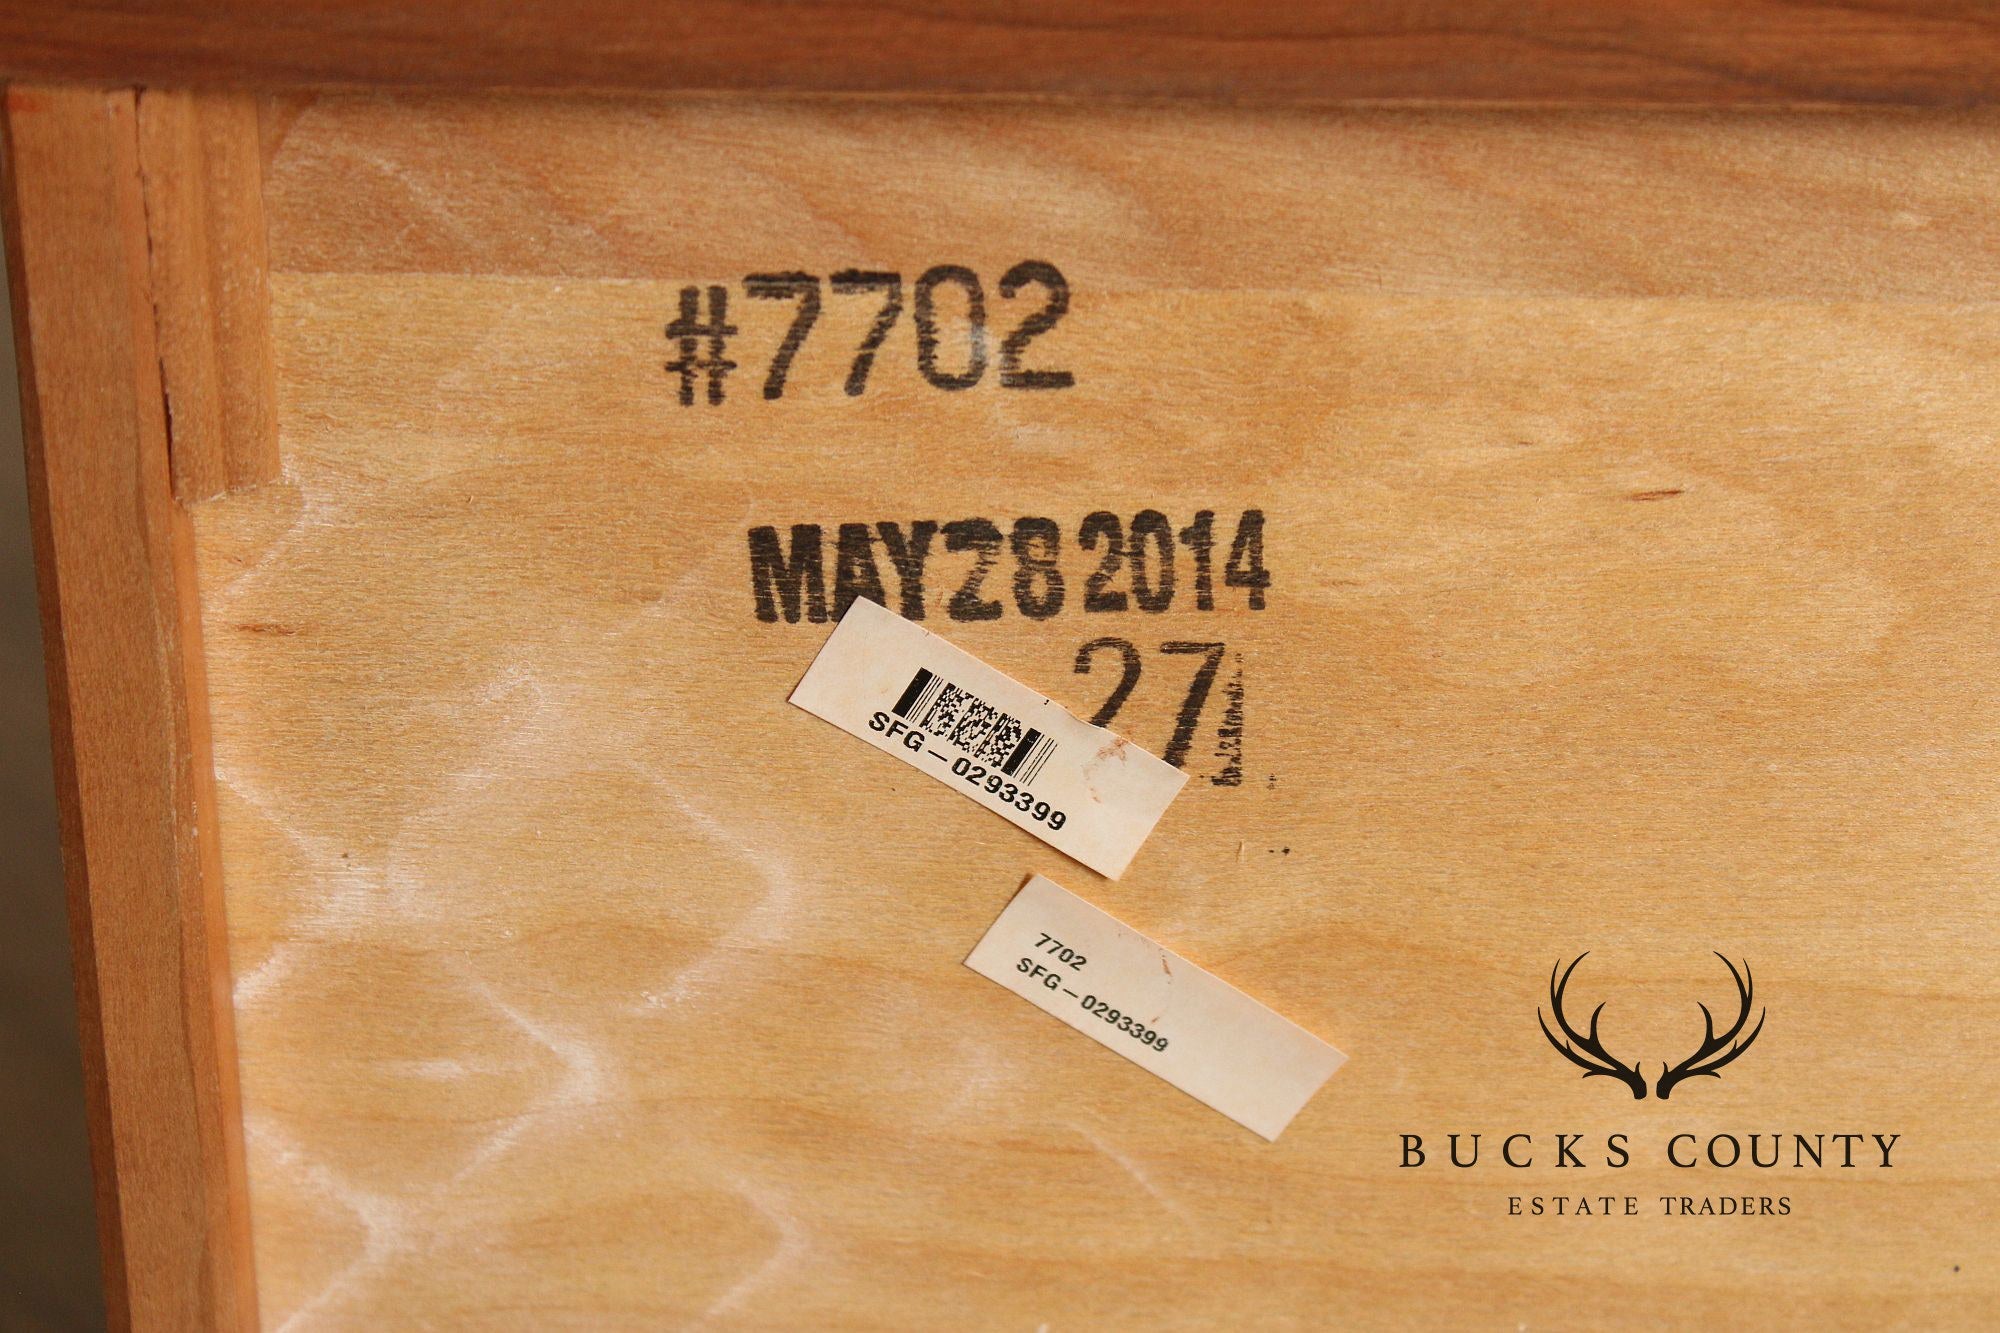 #7702
MAY 28 2014
27
SFG-0293399
7702
SFG-0293399
BUCKS COUNTY
ESTATE TRADERS